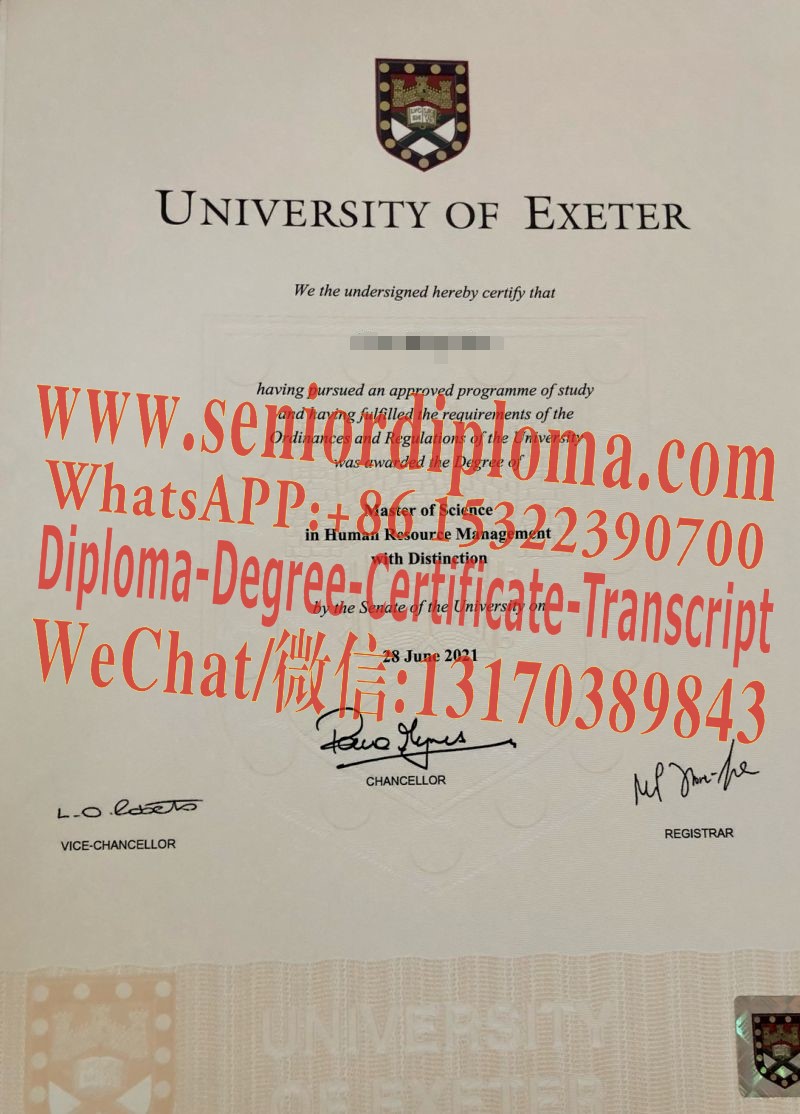 UNIVERSITY OF EXETER
We the undersigned hereby certify that
having pursued an approved programme of study
www.seniordiploma.com
and having fulfilled the requirements of the
Ordinances and Regulations of the University
was awarded the Degree of
WhatsAPP:+86 15322390700
Master of Science
in Human Resource Management
with Distinction
Diploma-Degree-Certificate-Transcript
by the Senate of the University on
28 June 2021
WeChat/微信:13170389843
CHANCELLOR
VICE-CHANCELLOR
REGISTRAR
UNIVERSITY
OF EXETER